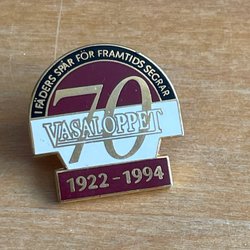 I FÄDERS SPÅR FÖR FRAMTIDS SEGRAR
70
VASALOPPET
1922 - 1994